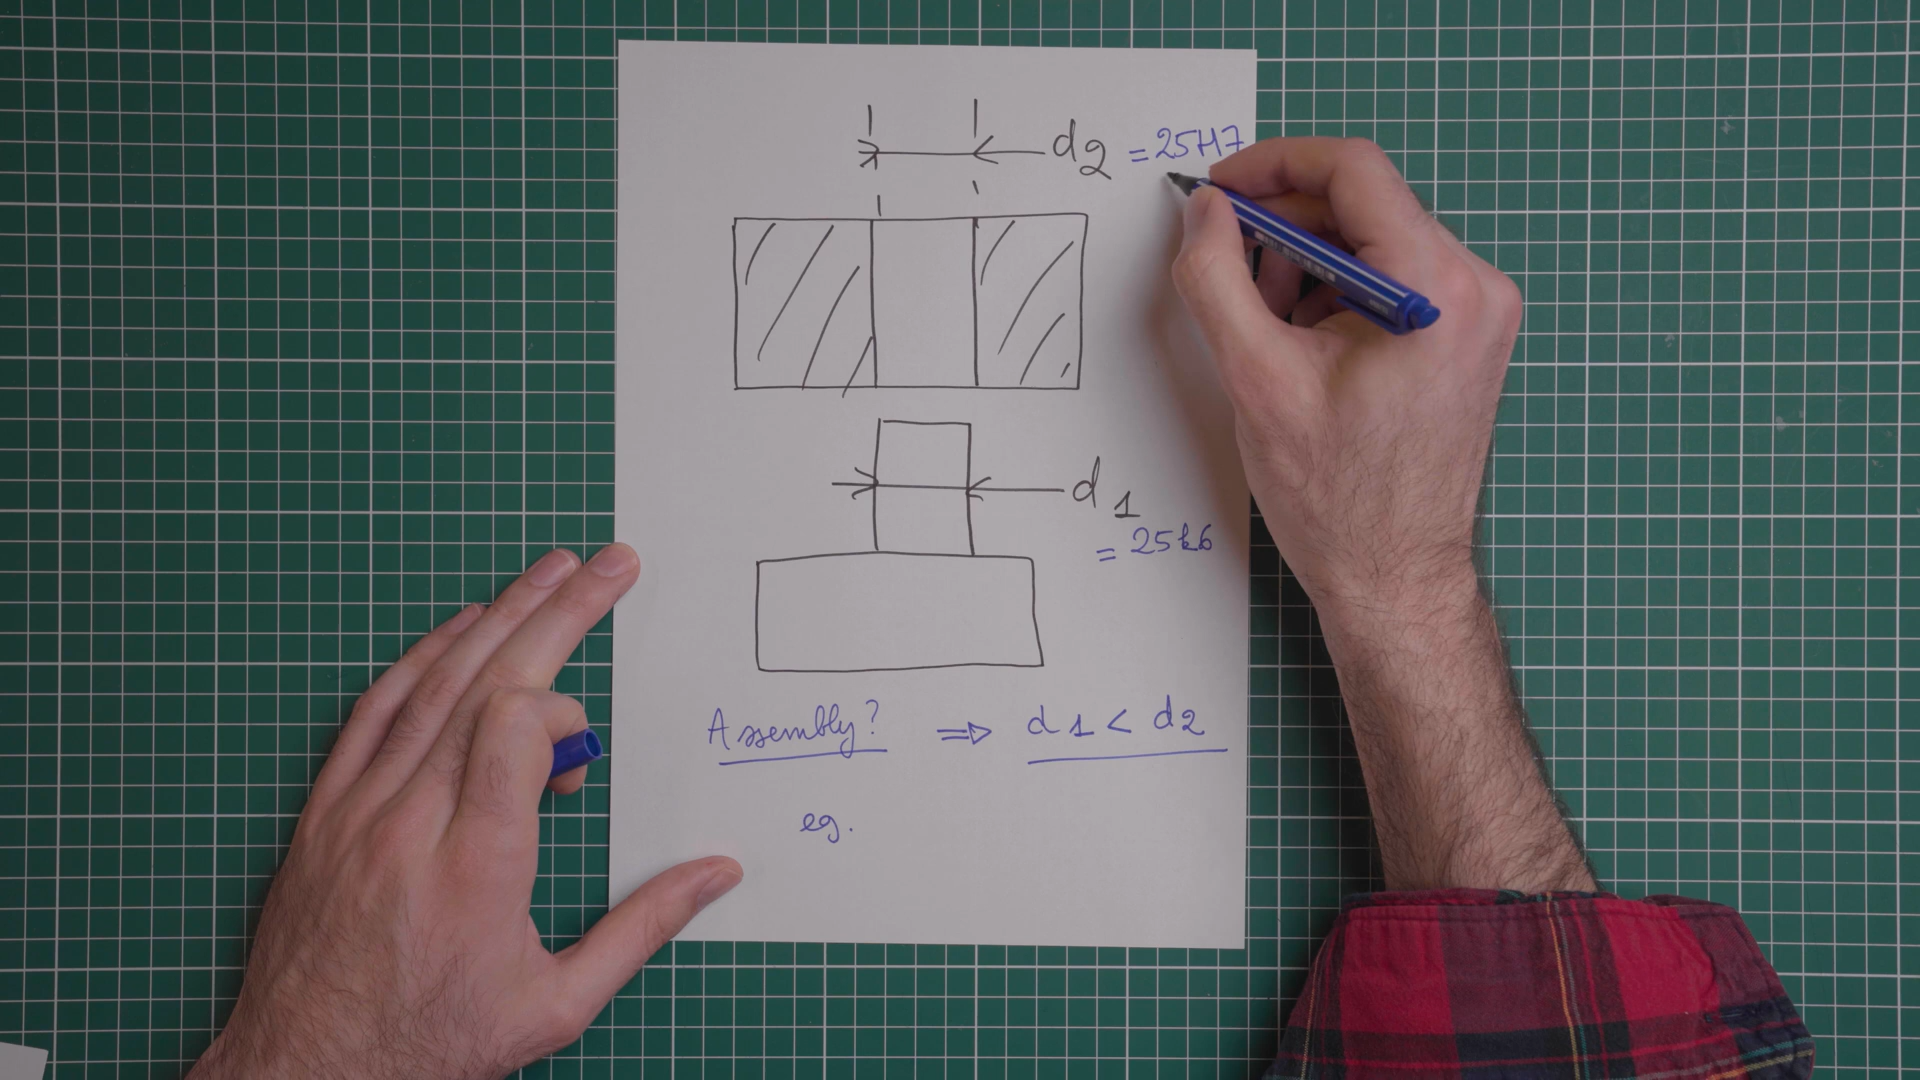 d2 = 25H7
d1
= 25k6
Assembly? ⇒ d1 < d2
eg.